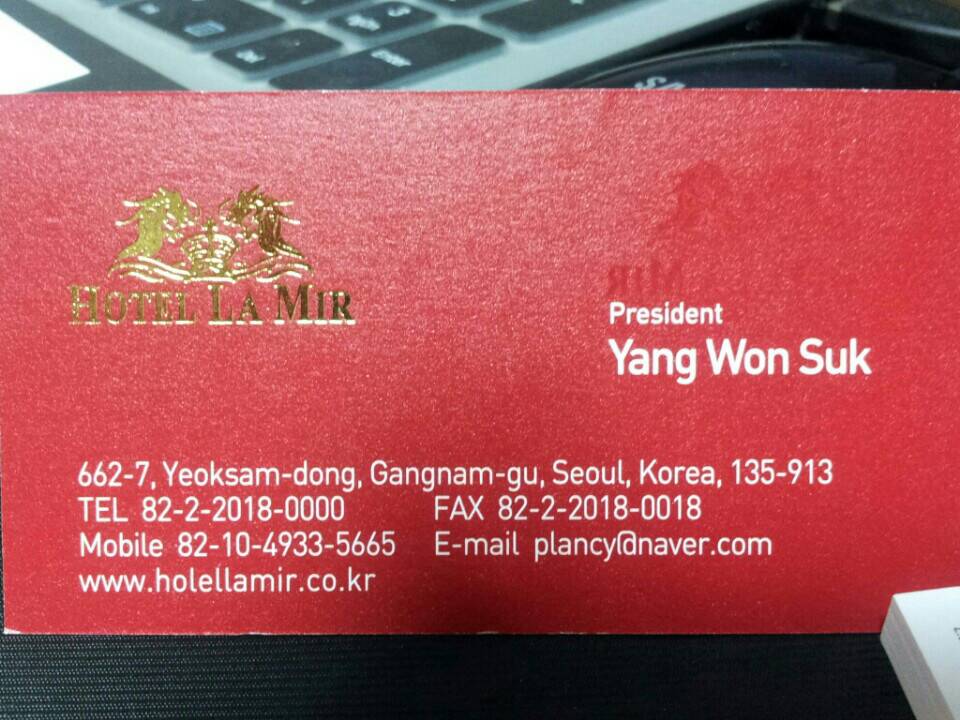 HOTEL LA MIR
President
Yang Won Suk
662-7, Yeoksam-dong, Gangnam-gu, Seoul, Korea, 135-913
TEL 82-2-2018-0000 FAX 82-2-2018-0018
Mobile 82-10-4933-5665 E-mail plancy@naver.com
www.holellamir.co.kr